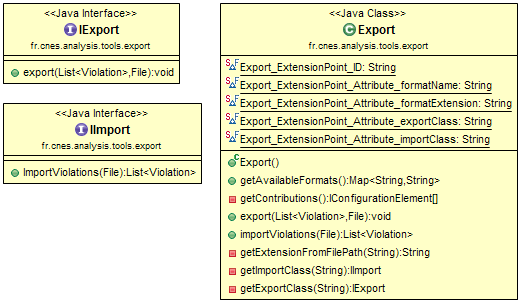 <<Java Interface>>
IExport
fr.cnes.analysis.tools.export
export(List<Violation>,File):void
<<Java Interface>>
IImport
fr.cnes.analysis.tools.export
ImportViolations(File):List<Violation>
<<Java Class>>
Export
fr.cnes.analysis.tools.export
Export_ExtensionPoint_ID: String
Export_ExtensionPoint_Attribute_formatName: String
Export_ExtensionPoint_Attribute_formatExtension: String
Export_ExtensionPoint_Attribute_exportClass: String
Export_ExtensionPoint_Attribute_importClass: String
Export()
getAvailableFormats():Map<String,String>
getContributions():IConfigurationElement[]
export(List<Violation>,File):void
importViolations(File):List<Violation>
getExtensionFromFilePath(String):String
getImportClass(String):IImport
getExportClass(String):IExport